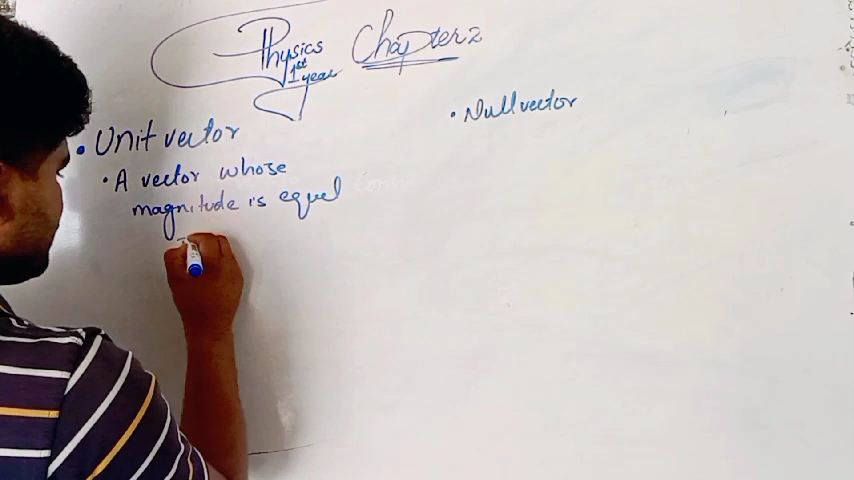 Physics
1st year
Chapter 2
• Unit vector
• A vector whose
magnitude is equal
• Null vector